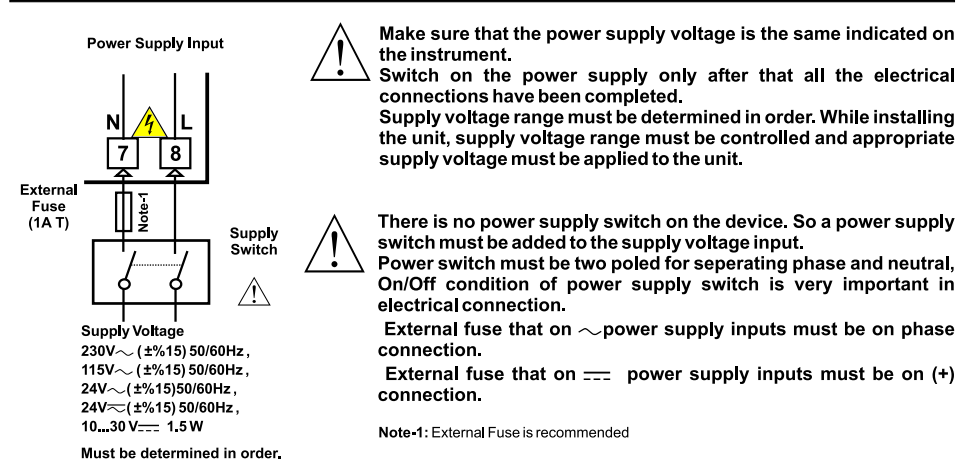 Power Supply Input
N L
7 8
External
Fuse
(1A T)
Note-1
Supply
Switch
Supply Voltage
230V～ ( ±%15) 50/60Hz ,
115V～ ( ±%15) 50/60Hz ,
24V～ ( ±%15)50/60Hz ,
24V⏦ ( ±%15) 50/60Hz ,
10...30 V⎓ 1.5 W
Must be determined in order.
Make sure that the power supply voltage is the same indicated on
the instrument.
Switch on the power supply only after that all the electrical
connections have been completed.
Supply voltage range must be determined in order. While installing
the unit, supply voltage range must be controlled and appropriate
supply voltage must be applied to the unit.
There is no power supply switch on the device. So a power supply
switch must be added to the supply voltage input.
Power switch must be two poled for seperating phase and neutral,
On/Off condition of power supply switch is very important in
electrical connection.
External fuse that on ～ power supply inputs must be on phase
connection.
External fuse that on ⎓ power supply inputs must be on (+)
connection.
Note-1: External Fuse is recommended